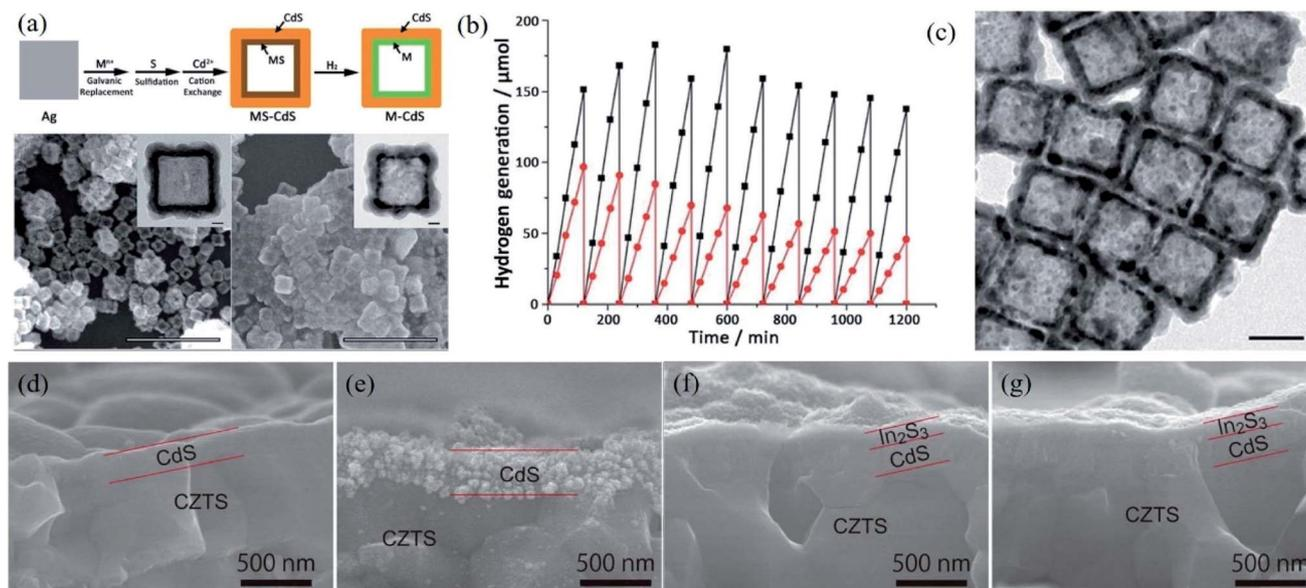 (a)
CdS
CdS
MS
M
Mⁿ⁺
S
Cd²⁺
H₂
Galvanic
Replacement
Sulfidation
Cation
Exchange
Ag
MS-CdS
M-CdS
(b)
Hydrogen generation / μmol
200
150
100
50
0
0
200
400
600
800
1000
1200
Time / min
(c)
(d)
CdS
CZTS
500 nm
(e)
CdS
CZTS
500 nm
(f)
In₂S₃
CdS
CZTS
500 nm
(g)
In₂S₃
CdS
CZTS
500 nm